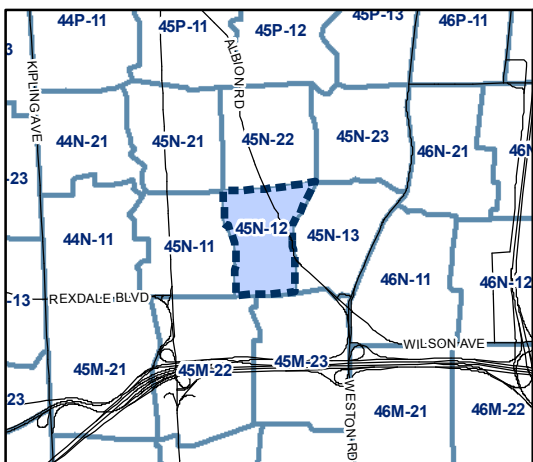 44P-11
45P-11
45P-12
45P-13
46P-11
3
KIPLING AVE
ALBION RD
44N-21
45N-21
45N-22
45N-23
46N-21
46N
-23
44N-11
45N-11
45N-12
45N-13
46N-11
46N-12
-13
REXDALE BLVD
WILSON AVE
45M-21
45M-22
45M-23
23
WESTON RD
46M-21
46M-22